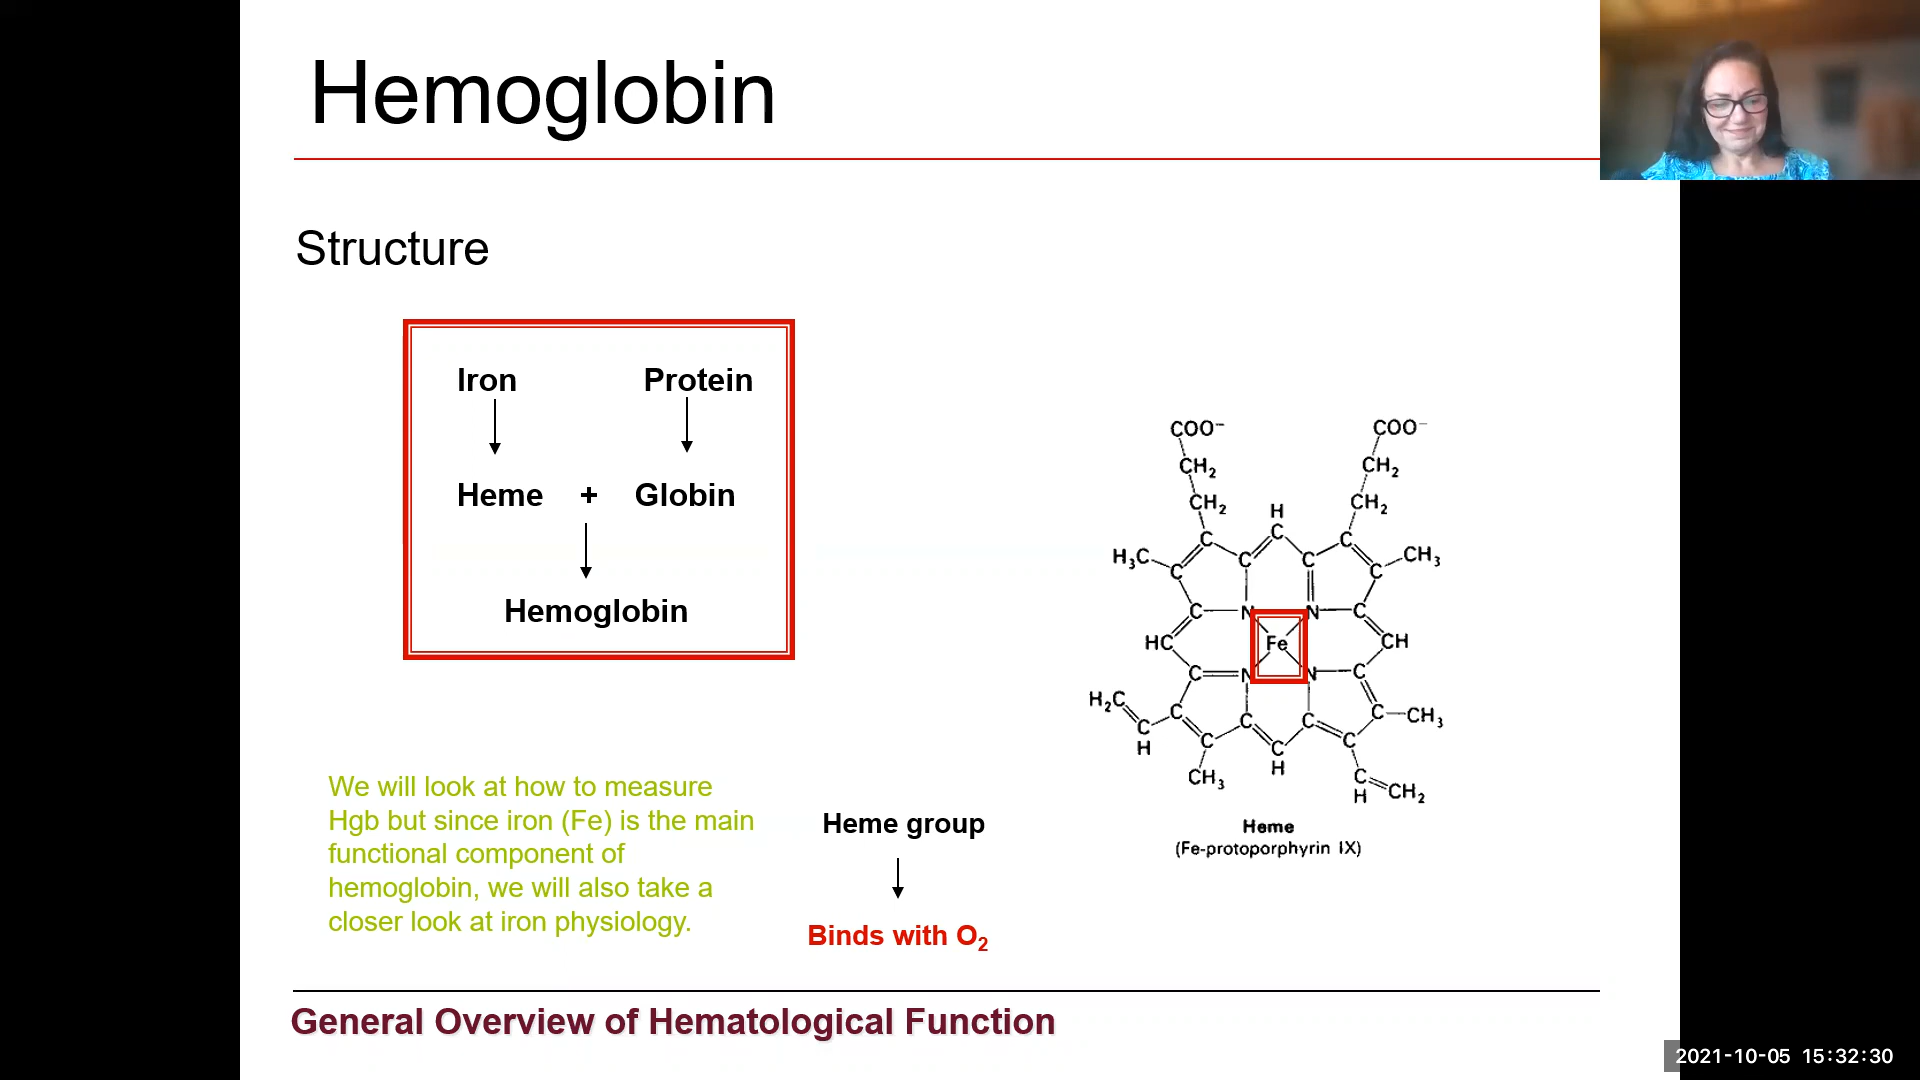 Hemoglobin
Structure
Iron Protein
Heme + Globin
Hemoglobin
COO⁻ COO⁻
CH₂ CH₂
CH₂ CH₂
H
C C C
H₃C C C C C CH₃
C N N C
HC Fe CH
C N N C
H₂C C C C C CH₃
C C C C
H C
H
CH₃ C CH₂
H
We will look at how to measure
Hgb but since iron (Fe) is the main
functional component of
hemoglobin, we will also take a
closer look at iron physiology.
Heme group
Binds with O₂
Heme
(Fe-protoporphyrin IX)
General Overview of Hematological Function
2021-10-05 15:32:30